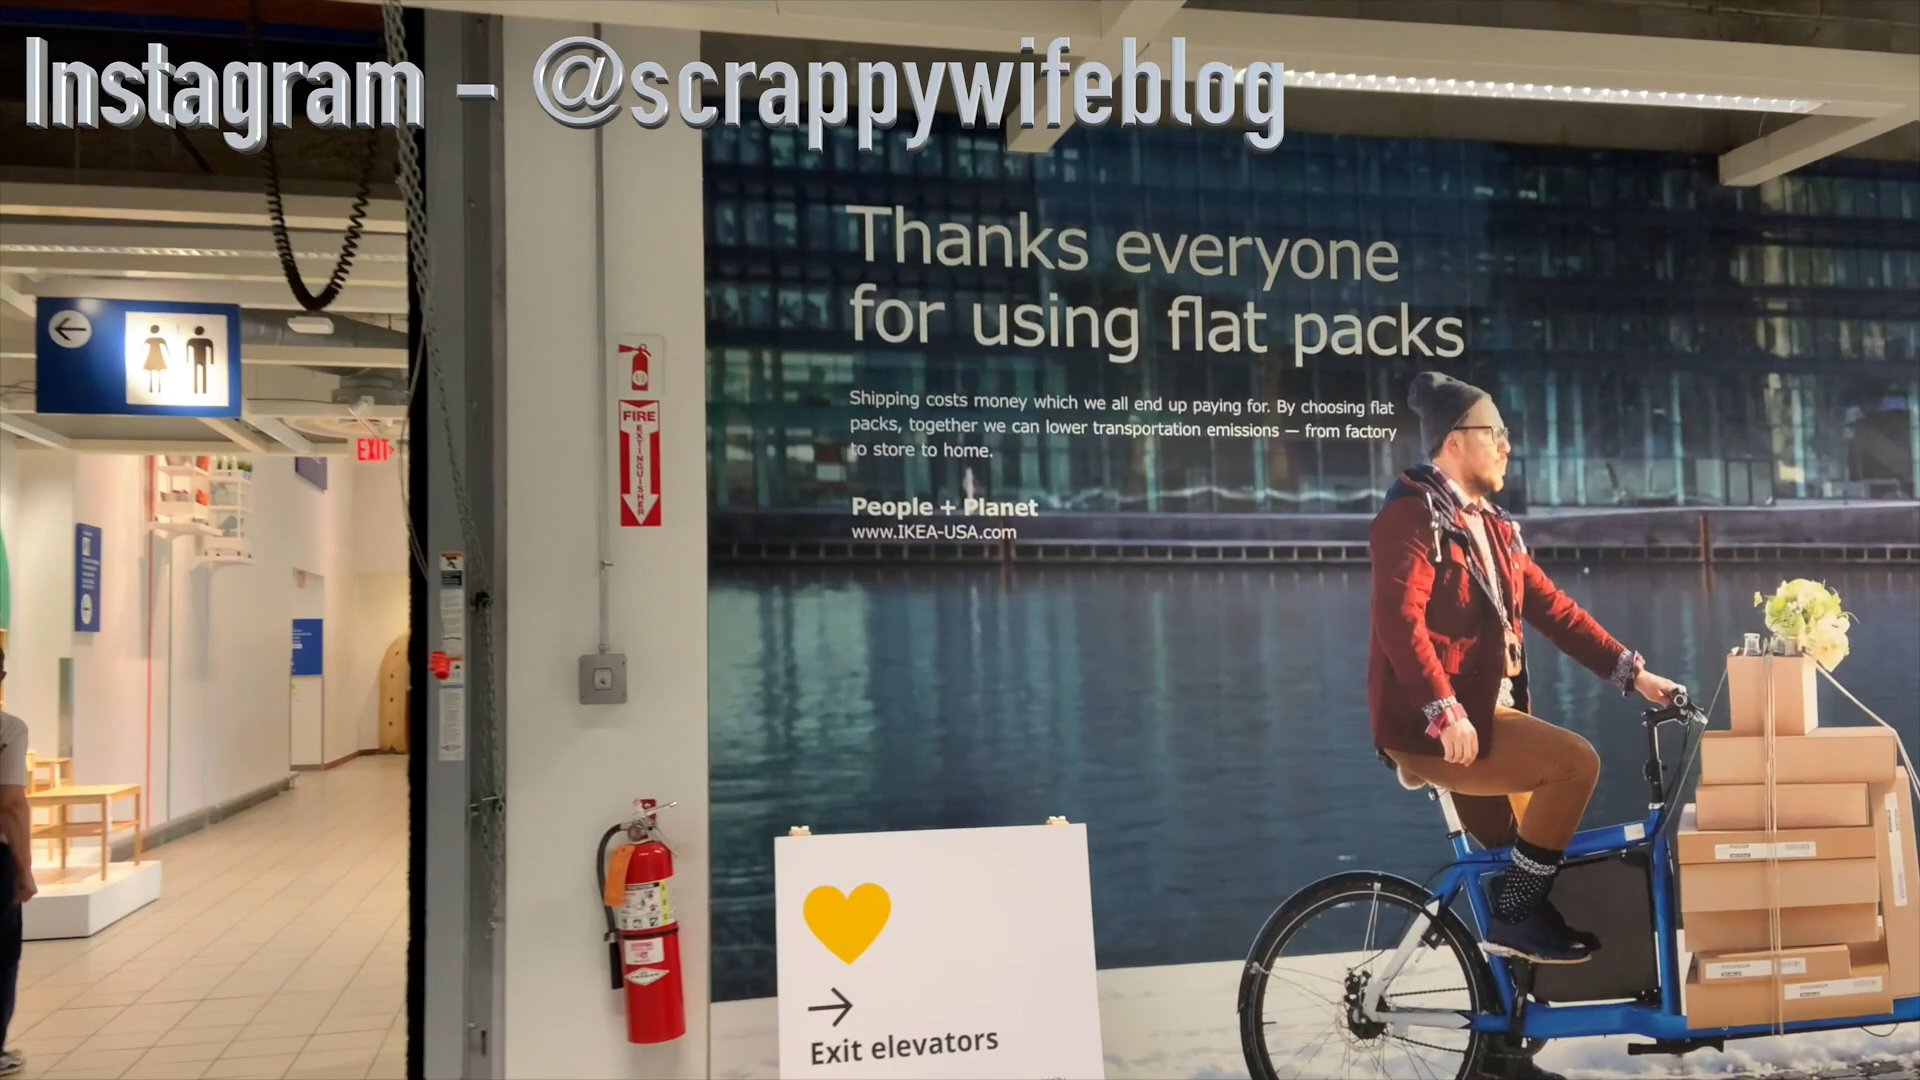 Instagram - @scrappywifeblog
Thanks everyone
for using flat packs
Shipping costs money which we all end up paying for. By choosing flat
packs, together we can lower transportation emissions — from factory
to store to home.
People + Planet
www.IKEA-USA.com
EXIT
FIRE
EXTINGUISHER
→
Exit elevators